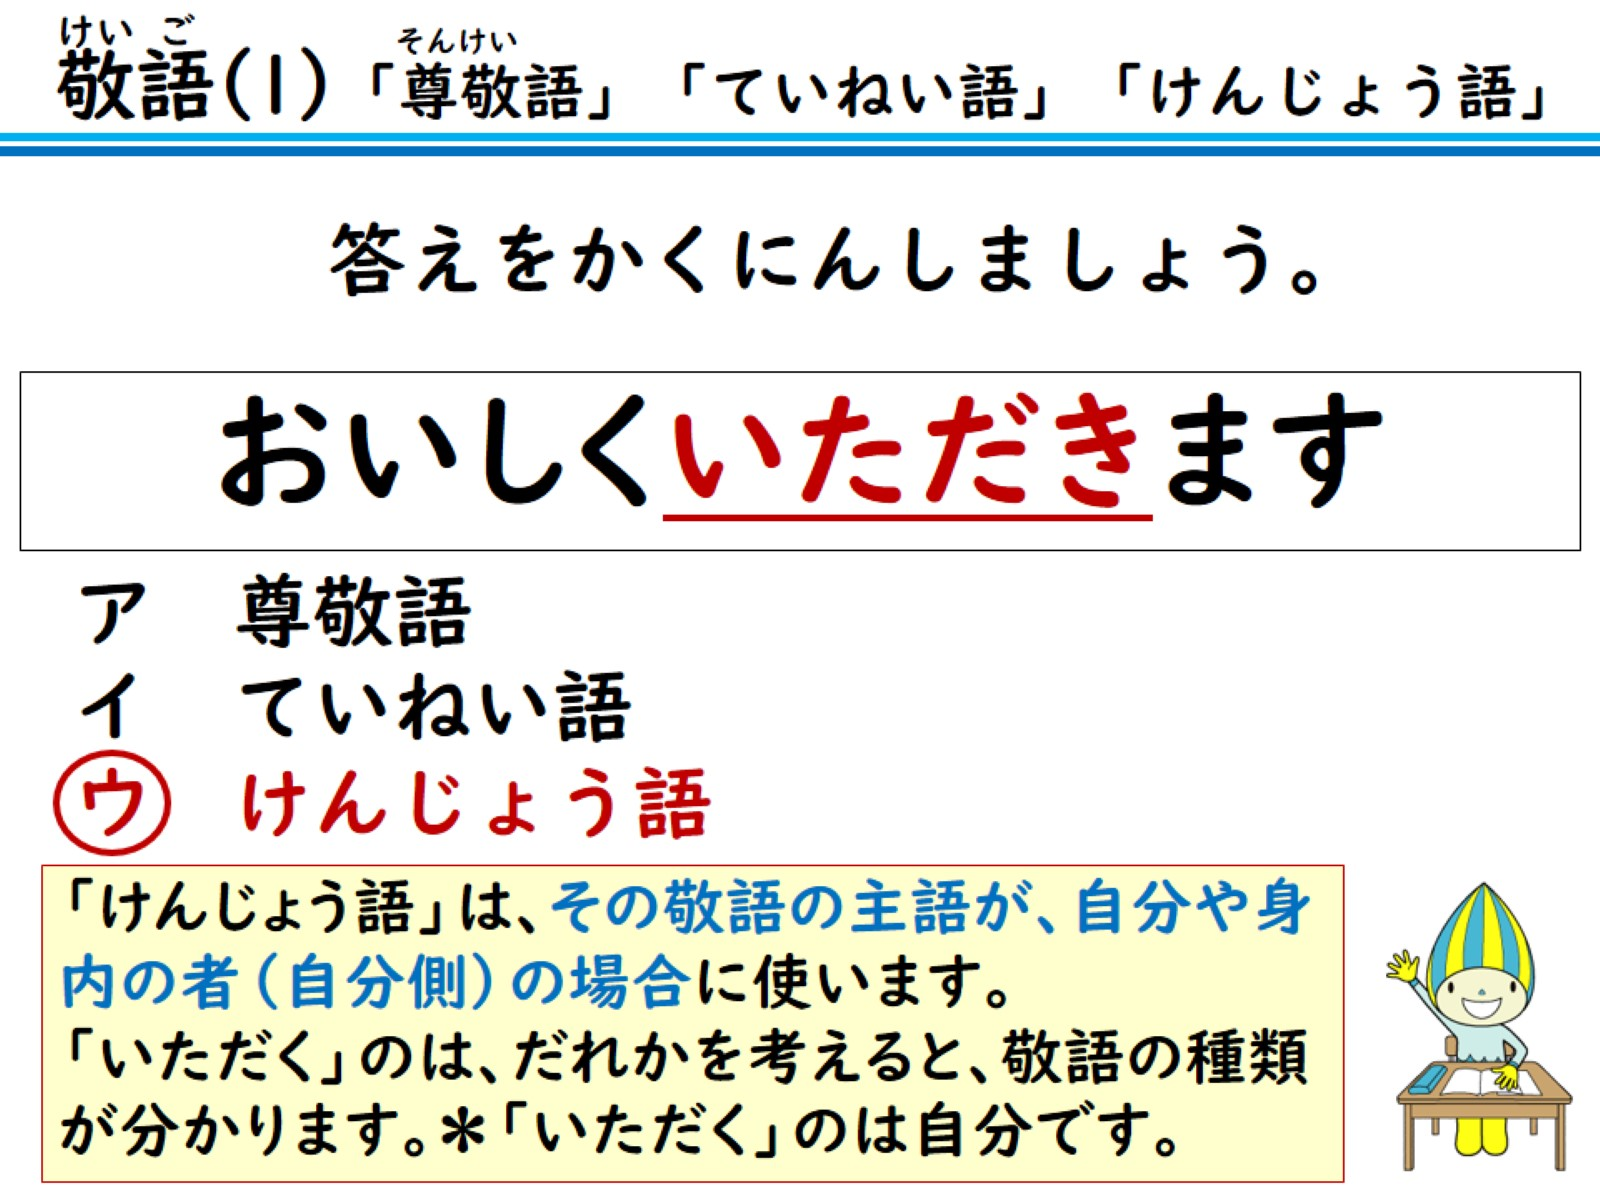 けい ご
そんけい
敬語(1)「尊敬語」「ていねい語」「けんじょう語」
答えをかくにんしましょう。
おいしくいただきます
ア 尊敬語
イ ていねい語
ウ けんじょう語
「けんじょう語」は、その敬語の主語が、自分や身
内の者(自分側)の場合に使います。
「いただく」のは、だれかを考えると、敬語の種類
が分かります。＊「いただく」のは自分です。